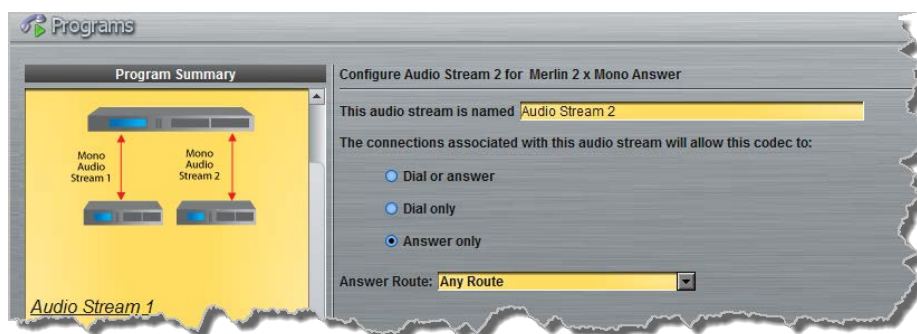 Programs
Program Summary
Mono
Audio
Stream 1
Mono
Audio
Stream 2
Audio Stream 1
Configure Audio Stream 2 for Merlin 2 x Mono Answer
This audio stream is named Audio Stream 2
The connections associated with this audio stream will allow this codec to:
Dial or answer
Dial only
Answer only
Answer Route: Any Route